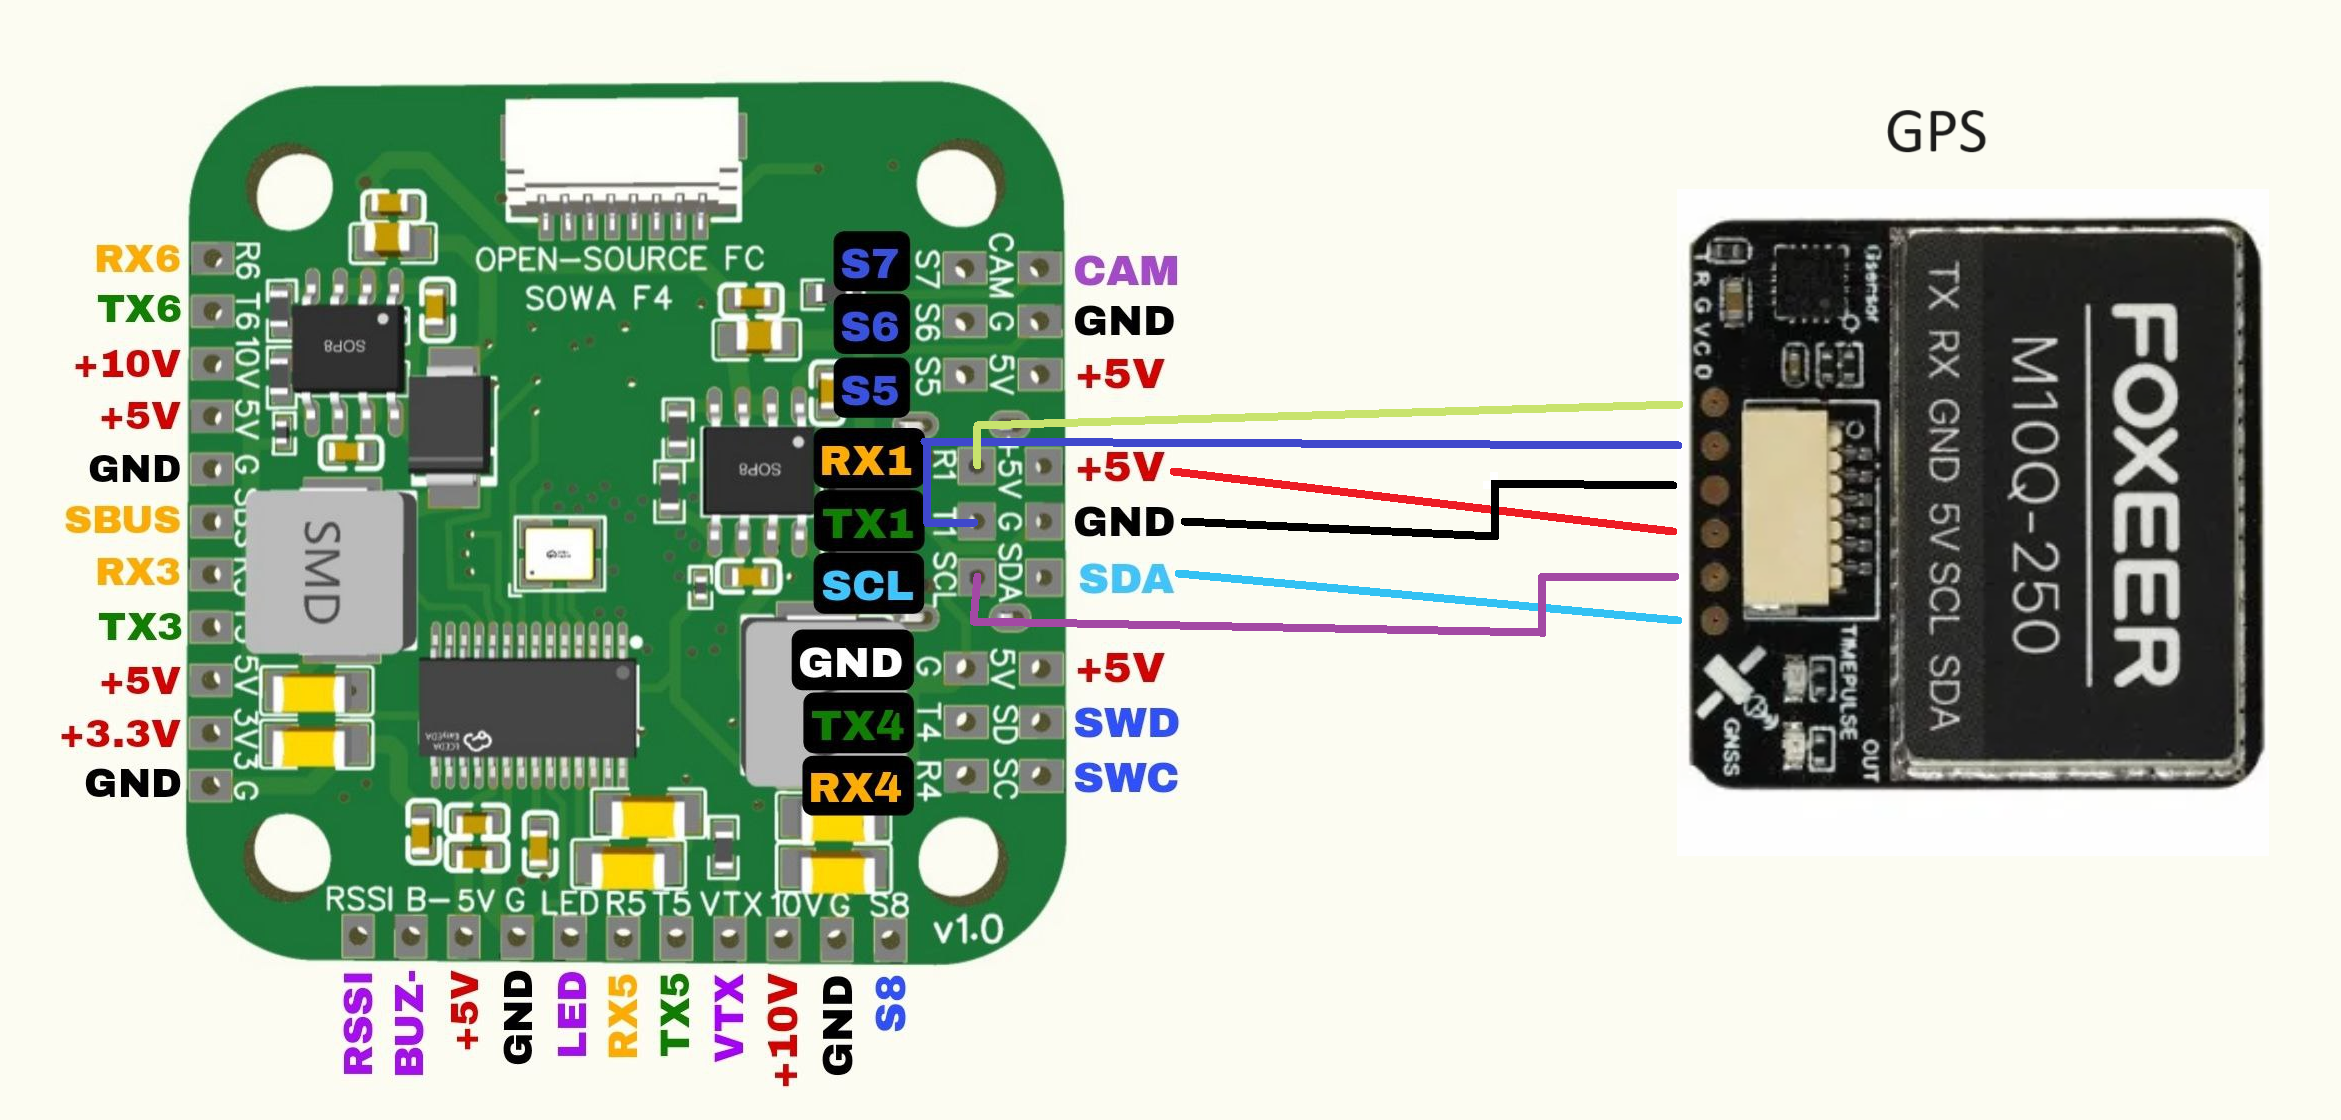 GPS
RX6
TX6
+10V
+5V
GND
SBUS
RX3
TX3
+5V
+3.3V
GND
R6 T6 10V 5V G
5V 3V3 G
OPEN-SOURCE FC
SOWA F4
SOP8
SOP8
SMD
LCEDA
EasyEDA
S7
S6
S5
RX1
TX1
SCL
GND
TX4
RX4
S7 S6 S5
R1 T1 SCL
G T4 R4
CAM G 5V
+5V G SDA
5V SD SC
CAM
GND
+5V
+5V
GND
SDA
+5V
SWD
SWC
RSSI B- 5V G LED R5 T5 VTX 10V G S8
v1.0
RSSI
BUZ-
+5V
GND
LED
RX5
TX5
VTX
+10V
GND
S8
T R G V C D
Gsensor
TIMEPULSE
OUT
GNSS
TX RX GND 5V SCL SDA
M10Q-250
FOXEER